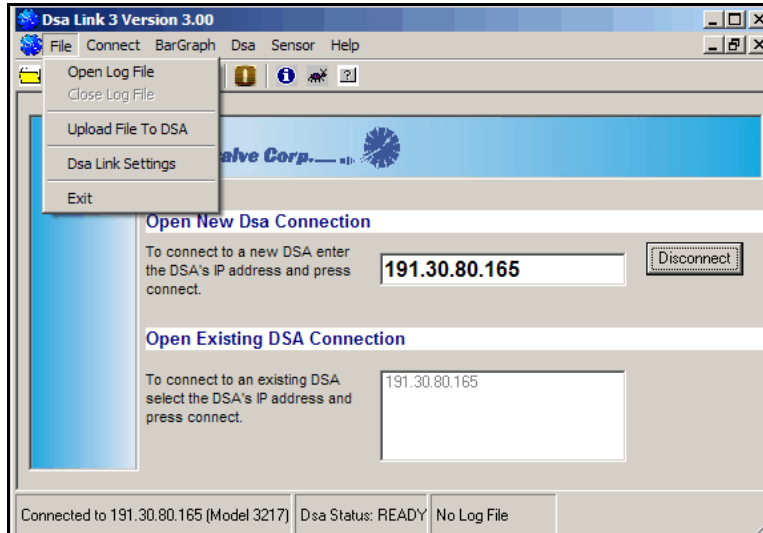 Dsa Link 3 Version 3.00
File Connect BarGraph Dsa Sensor Help
Open Log File
Close Log File
Upload File To DSA
Dsa Link Settings
Exit
alve Corp.
Open New Dsa Connection
To connect to a new DSA enter
the DSA's IP address and press
connect.
191.30.80.165
Disconnect
Open Existing DSA Connection
To connect to an existing DSA
select the DSA's IP address and
press connect.
191.30.80.165
Connected to 191.30.80.165 (Model 3217) Dsa Status: READY No Log File